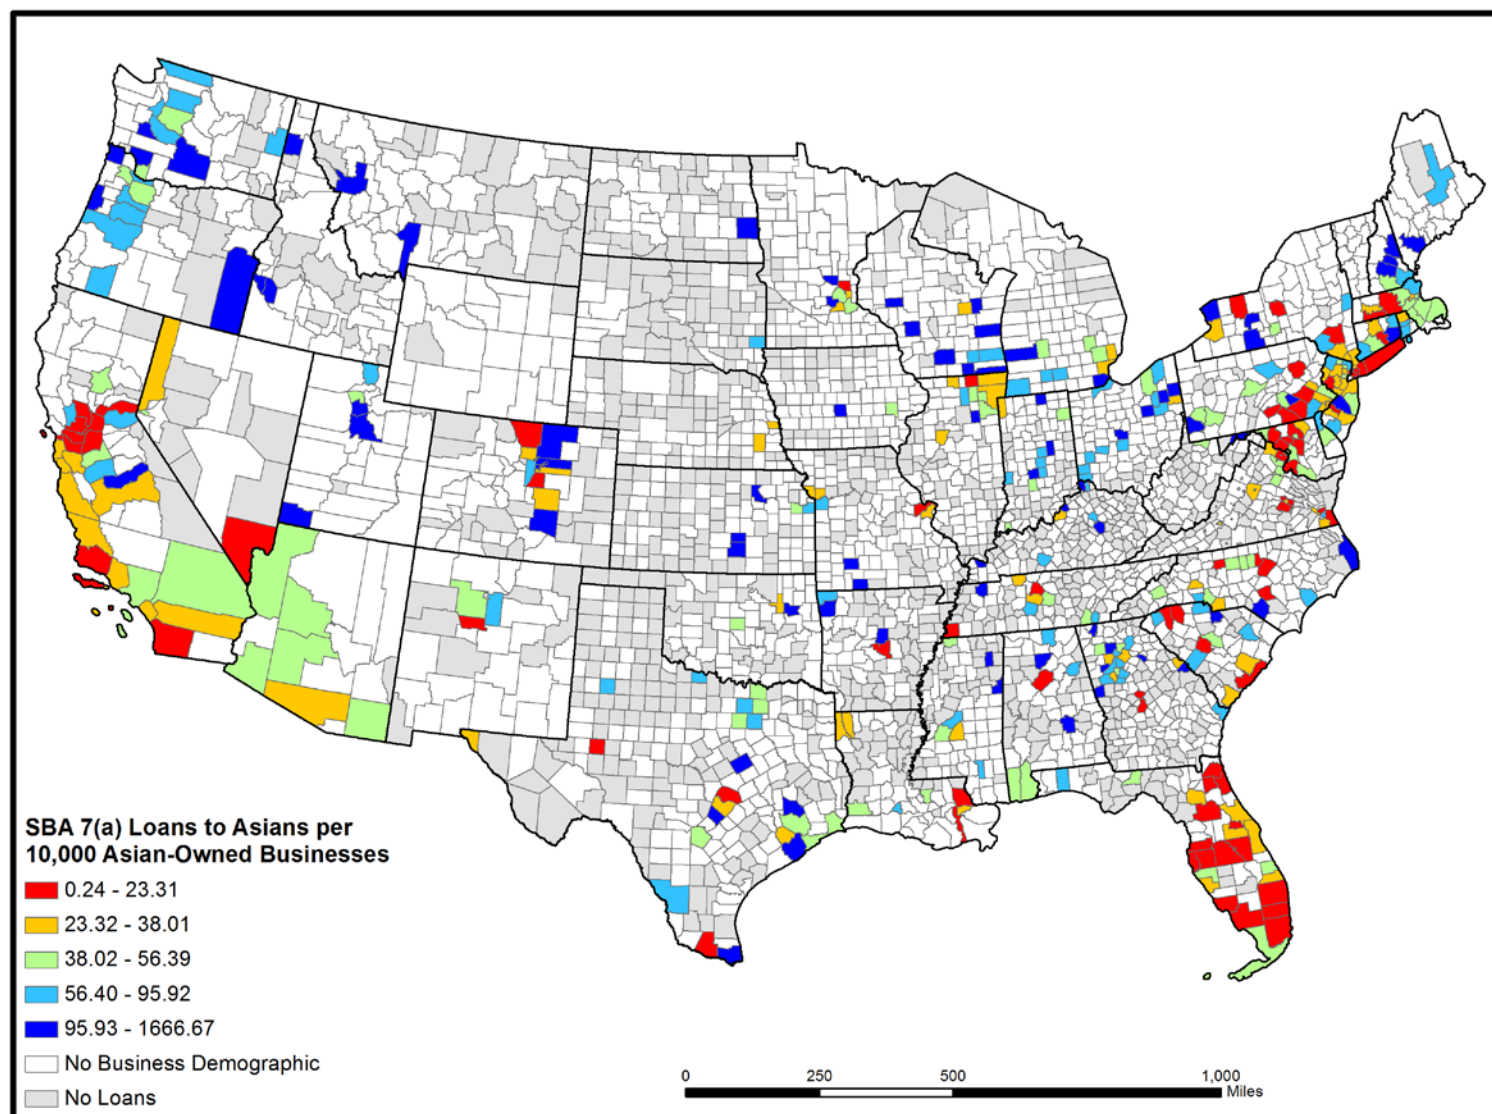 SBA 7(a) Loans to Asians per
10,000 Asian-Owned Businesses
0.24 - 23.31
23.32 - 38.01
38.02 - 56.39
56.40 - 95.92
95.93 - 1666.67
No Business Demographic
No Loans
0 250 500 1,000
Miles